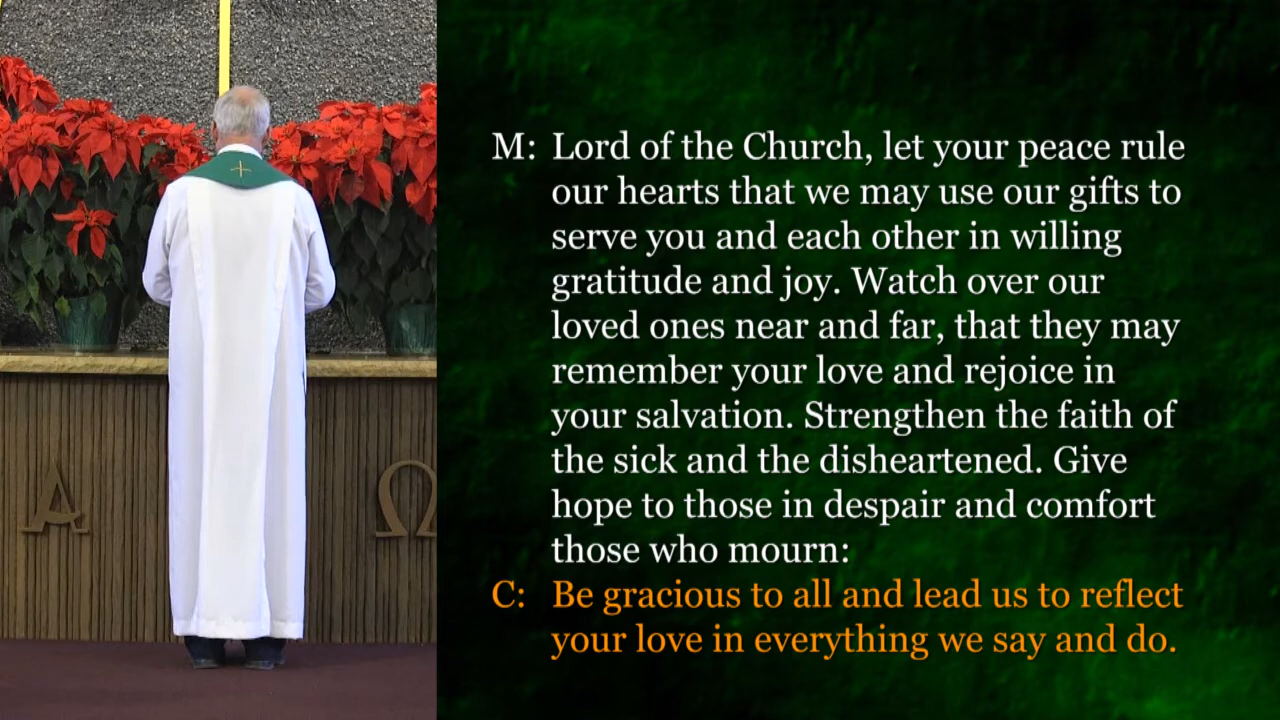 M: Lord of the Church, let your peace rule
our hearts that we may use our gifts to
serve you and each other in willing
gratitude and joy. Watch over our
loved ones near and far, that they may
remember your love and rejoice in
your salvation. Strengthen the faith of
the sick and the disheartened. Give
hope to those in despair and comfort
those who mourn:
C: Be gracious to all and lead us to reflect
your love in everything we say and do.
Α
Ω